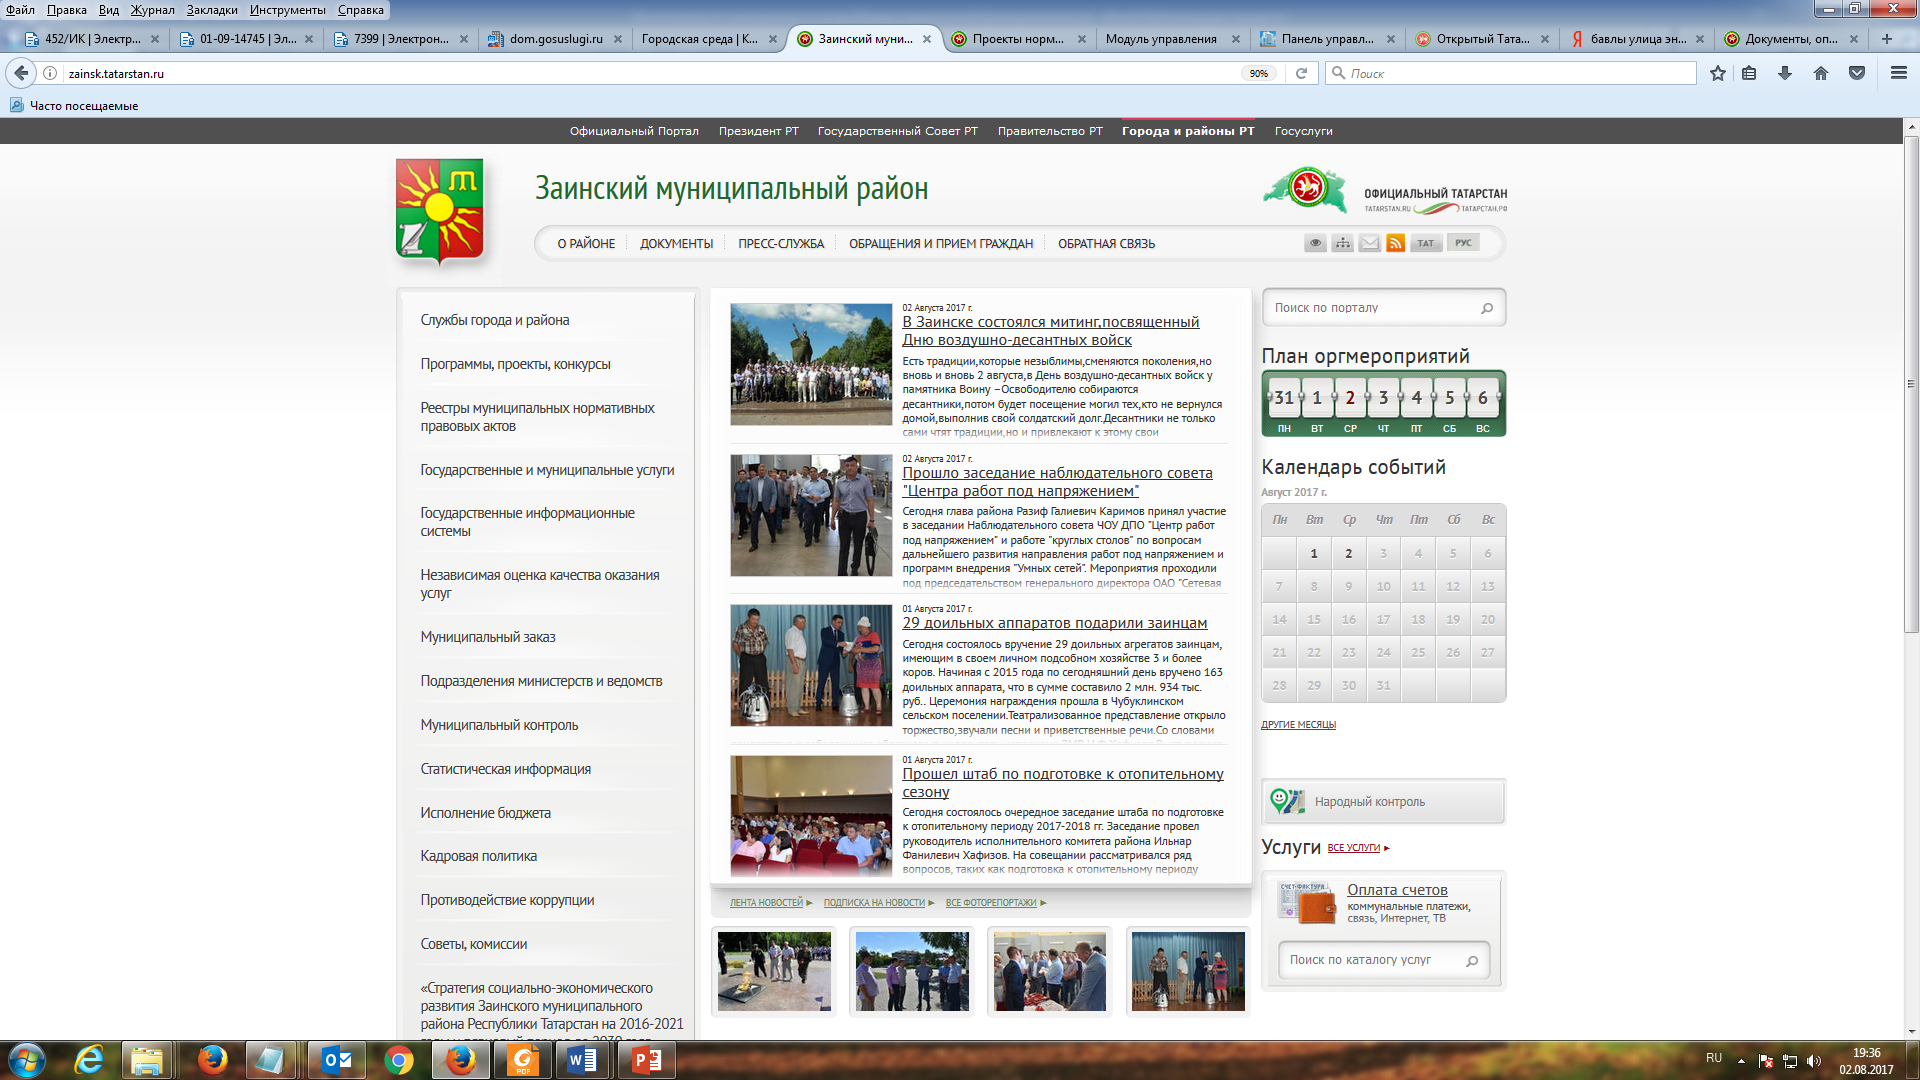 Файл Правка Вид Журнал Закладки Инструменты Справка
452/ИК | Электр... 01-09-14745 | Эл... 7399 | Электрон... dom.gosuslugi.ru Городская среда | К... Заинский муни... Проекты норм... Модуль управления Панель управл... Открытый Тата... бавлы улица эн... Документы, оп...
zainsk.tatarstan.ru 90% Поиск
Часто посещаемые
Официальный Портал Президент РТ Государственный Совет РТ Правительство РТ Города и районы РТ Госуслуги
Заинский муниципальный район
ОФИЦИАЛЬНЫЙ ТАТАРСТАН
TATARSTAN.RU ТАТАРСТАН.РФ
О РАЙОНЕ ДОКУМЕНТЫ ПРЕСС-СЛУЖБА ОБРАЩЕНИЯ И ПРИЕМ ГРАЖДАН ОБРАТНАЯ СВЯЗЬ ТАТ РУС
Службы города и района
Программы, проекты, конкурсы
Реестры муниципальных нормативных
правовых актов
Государственные и муниципальные услуги
Государственные информационные
системы
Независимая оценка качества оказания
услуг
Муниципальный заказ
Подразделения министерств и ведомств
Муниципальный контроль
Статистическая информация
Исполнение бюджета
Кадровая политика
Противодействие коррупции
Советы, комиссии
«Стратегия социально-экономического
развития Заинского муниципального
района Республики Татарстан на 2016-2021
02 Августа 2017 г.
В Заинске состоялся митинг,посвященный
Дню воздушно-десантных войск
Есть традиции,которые незыблимы,сменяются поколения,но
вновь и вновь 2 августа,в День воздушно-десантных войск у
памятника Воину –Освободителю собираются
десантники,потом будет посещение могил тех,кто не вернулся
домой,выполнив свой солдатский долг.Десантники не только
сами чтят традиции,но и привлекают к этому свои
02 Августа 2017 г.
Прошло заседание наблюдательного совета
"Центра работ под напряжением"
Сегодня глава района Разиф Галиевич Каримов принял участие
в заседании Наблюдательного совета ЧОУ ДПО "Центр работ
под напряжением" и работе "круглых столов" по вопросам
дальнейшего развития направления работ под напряжением и
программ внедрения "Умных сетей". Мероприятия проходили
под председательством генерального директора ОАО "Сетевая
01 Августа 2017 г.
29 доильных аппаратов подарили заинцам
Сегодня состоялось вручение 29 доильных агрегатов заинцам,
имеющим в своем личном подсобном хозяйстве 3 и более
коров. Начиная с 2015 года по сегодняшний день вручено 163
доильных аппарата, что в сумме составило 2 млн. 934 тыс.
руб.. Церемония награждения прошла в Чубуклинском
сельском поселении.Театрализованное представление открыло
торжество,звучали песни и приветственные речи.Со словами
01 Августа 2017 г.
Прошел штаб по подготовке к отопительному
сезону
Сегодня состоялось очередное заседание штаба по подготовке
к отопительному периоду 2017-2018 гг. Заседание провел
руководитель исполнительного комитета района Ильнар
Фанилевич Хафизов. На совещании рассматривался ряд
вопросов, таких как подготовка к отопительному периоду
ЛЕНТА НОВОСТЕЙ ПОДПИСКА НА НОВОСТИ ВСЕ ФОТОРЕПОРТАЖИ
Поиск по порталу
План оргмероприятий
31 1 2 3 4 5 6
ПН ВТ СР ЧТ ПТ СБ ВС
Календарь событий
Август 2017 г.
Пн Вт Ср Чт Пт Сб Вс
1 2 3 4 5 6
7 8 9 10 11 12 13
14 15 16 17 18 19 20
21 22 23 24 25 26 27
28 29 30 31
ДРУГИЕ МЕСЯЦЫ
Народный контроль
Услуги ВСЕ УСЛУГИ
СЧЕТ-ФАКТУРА
Оплата счетов
коммунальные платежи,
связь, Интернет, ТВ
Поиск по каталогу услуг
PDF
RU
19:36
02.08.2017